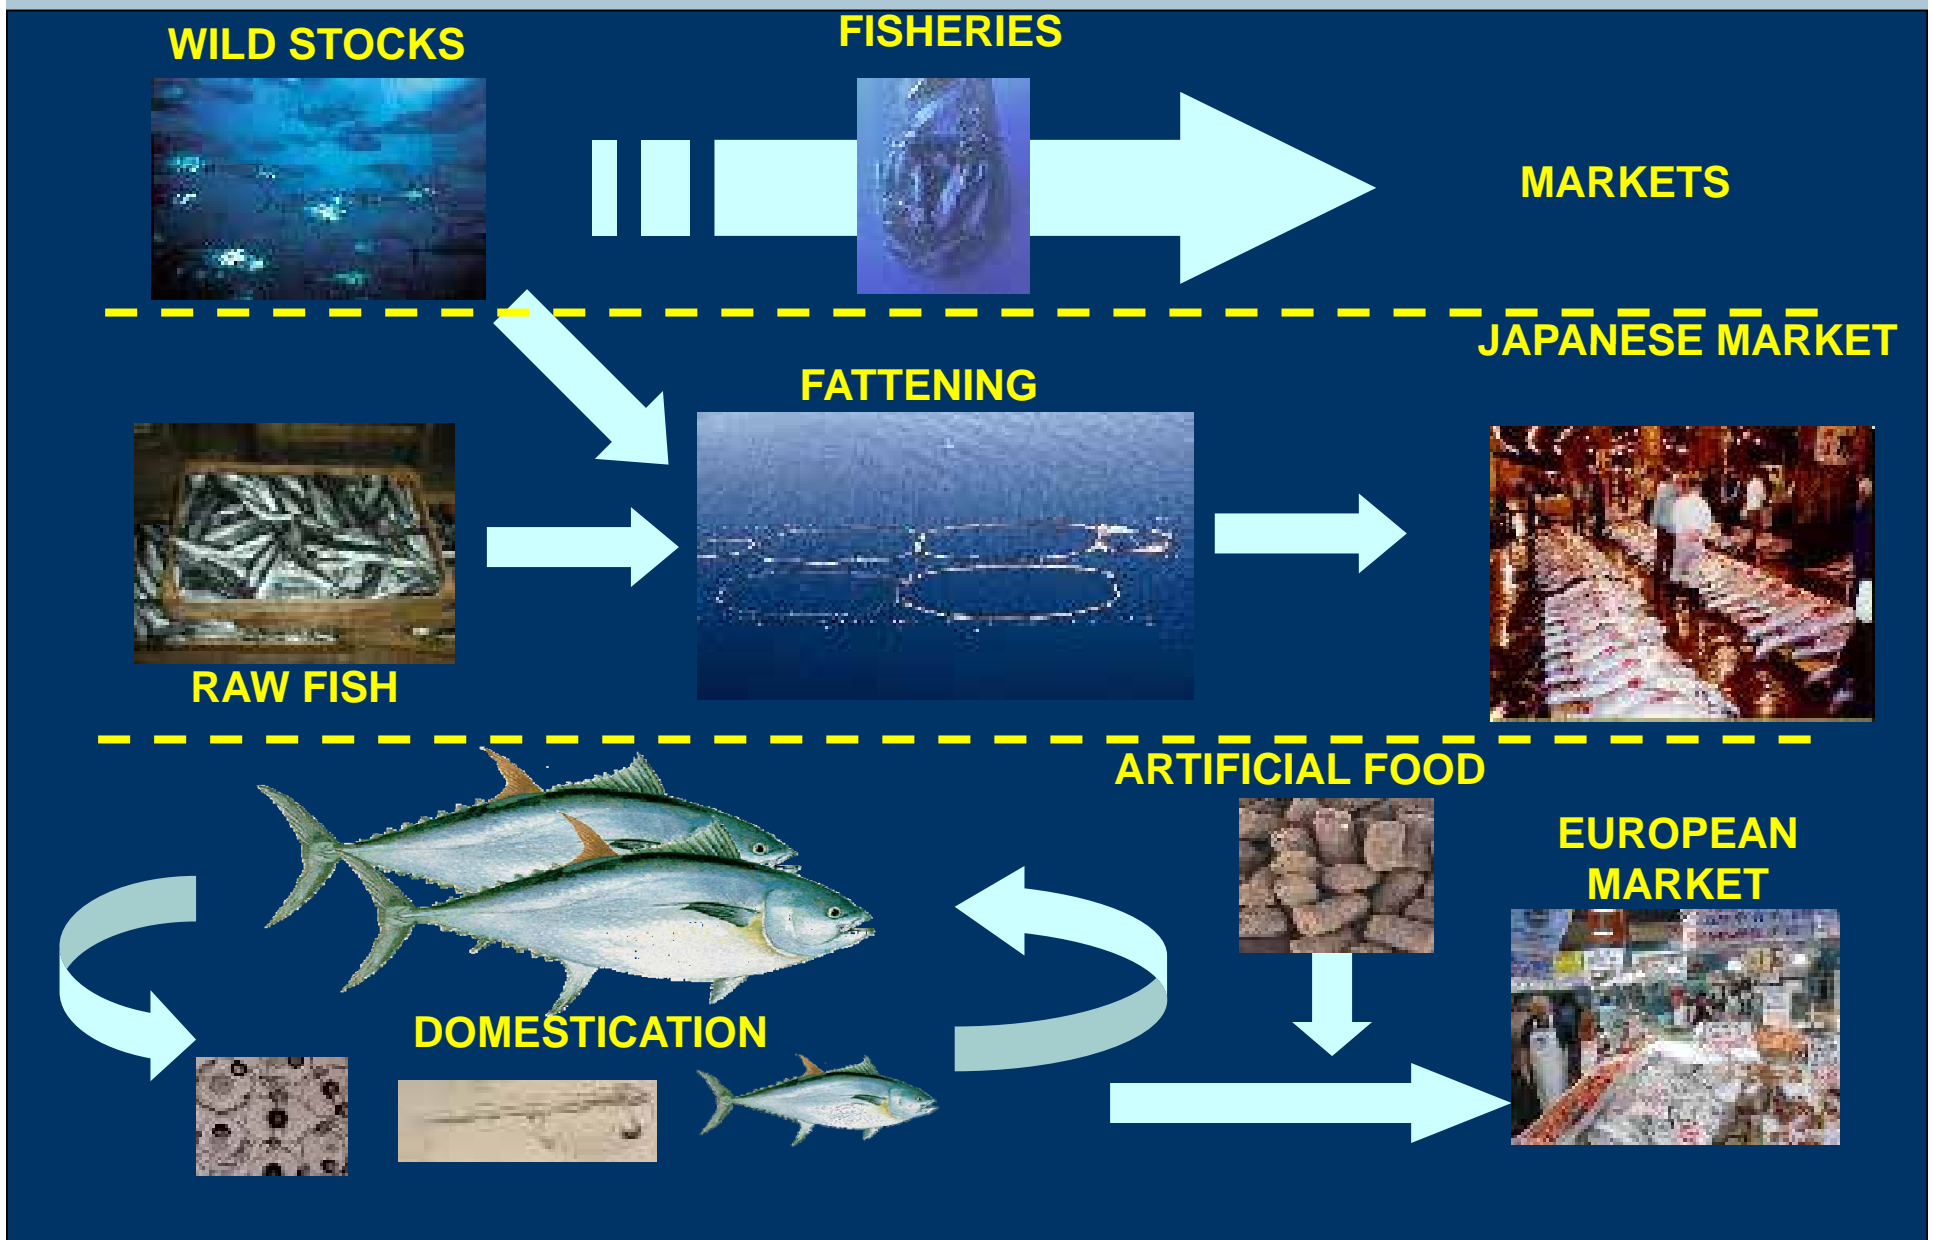 WILD STOCKS
FISHERIES
MARKETS
JAPANESE MARKET
FATTENING
RAW FISH
ARTIFICIAL FOOD
EUROPEAN
MARKET
DOMESTICATION